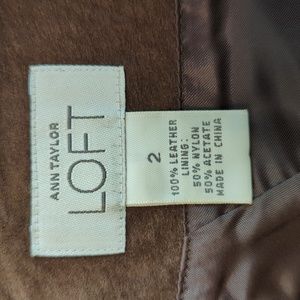 ANN TAYLOR
LOFT
2
100% LEATHER
LINING:
50% NYLON
50% ACETATE
MADE IN CHINA